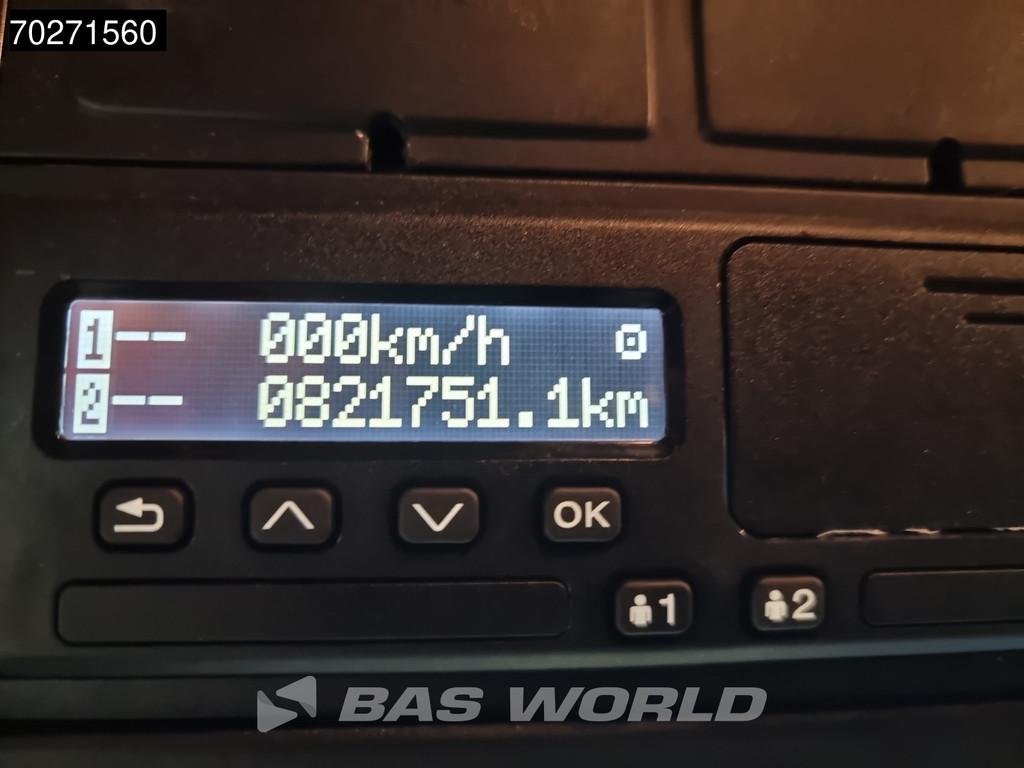 70271560
1-- 000km/h
2-- 0821751.1km
OK
1
2
BAS WORLD